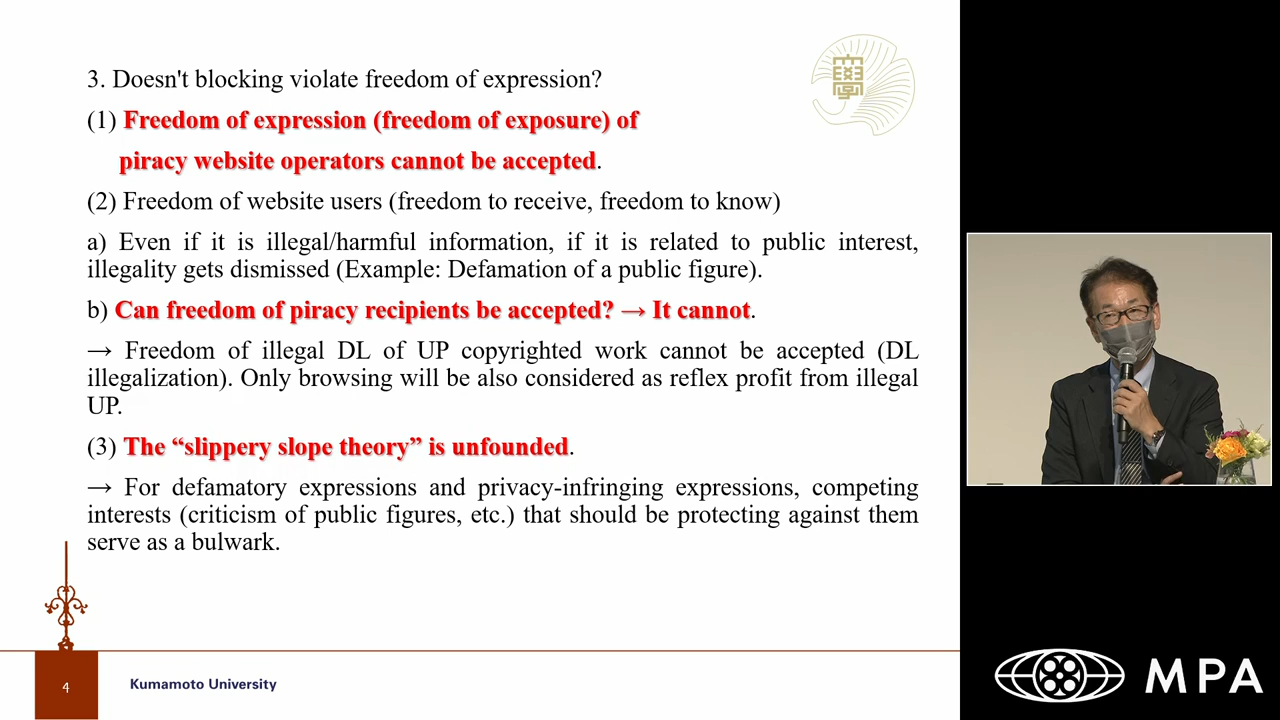 3. Doesn't blocking violate freedom of expression?
(1) Freedom of expression (freedom of exposure) of
piracy website operators cannot be accepted.
(2) Freedom of website users (freedom to receive, freedom to know)
a) Even if it is illegal/harmful information, if it is related to public interest,
illegality gets dismissed (Example: Defamation of a public figure).
b) Can freedom of piracy recipients be accepted? → It cannot.
→ Freedom of illegal DL of UP copyrighted work cannot be accepted (DL
illegalization). Only browsing will be also considered as reflex profit from illegal
UP.
(3) The “slippery slope theory” is unfounded.
→ For defamatory expressions and privacy-infringing expressions, competing
interests (criticism of public figures, etc.) that should be protecting against them
serve as a bulwark.
4
Kumamoto University
MPA